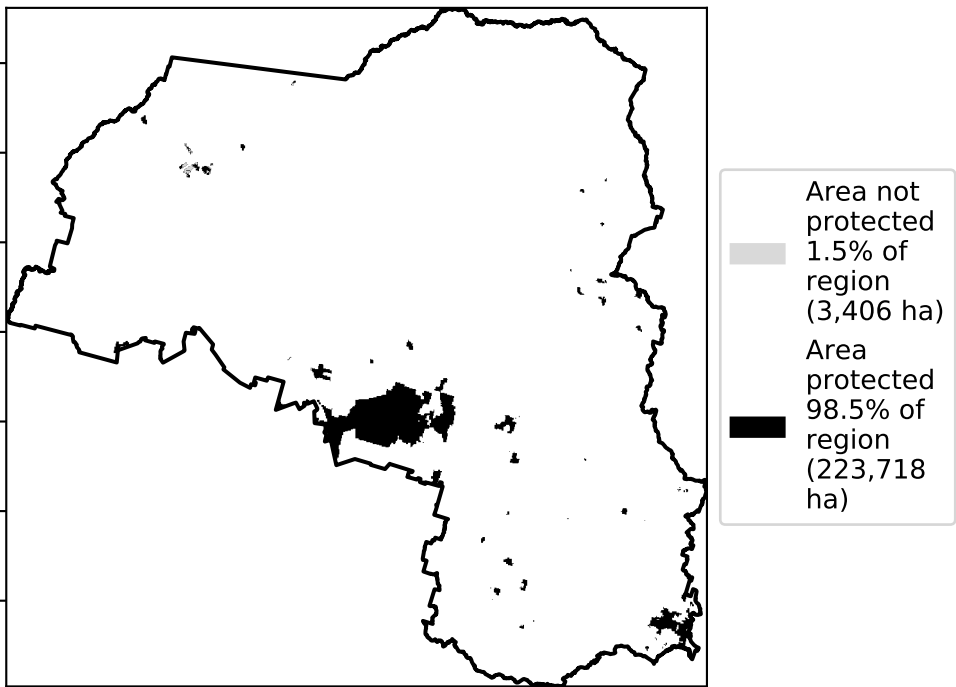 Area not
protected
1.5% of
region
(3,406 ha)
Area
protected
98.5% of
region
(223,718
ha)